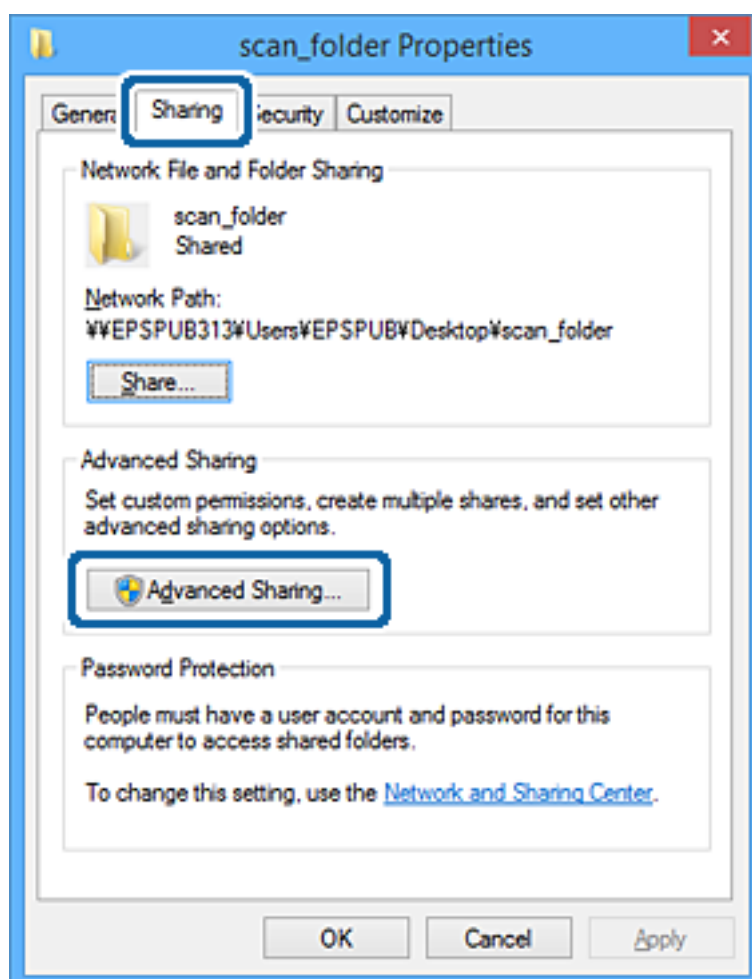 scan_folder Properties
Sharing
Customize
Network File and Folder Sharing
scan_folder
Shared
Network Path:
¥¥EPSPUB313¥Users¥EPSPUB¥Desktop¥scan_folder
Share...
Advanced Sharing
Set custom permissions, create multiple shares, and set other
advanced sharing options.
Advanced Sharing...
Password Protection
People must have a user account and password for this
computer to access shared folders.
To change this setting, use the Network and Sharing Center.
OK Cancel Apply